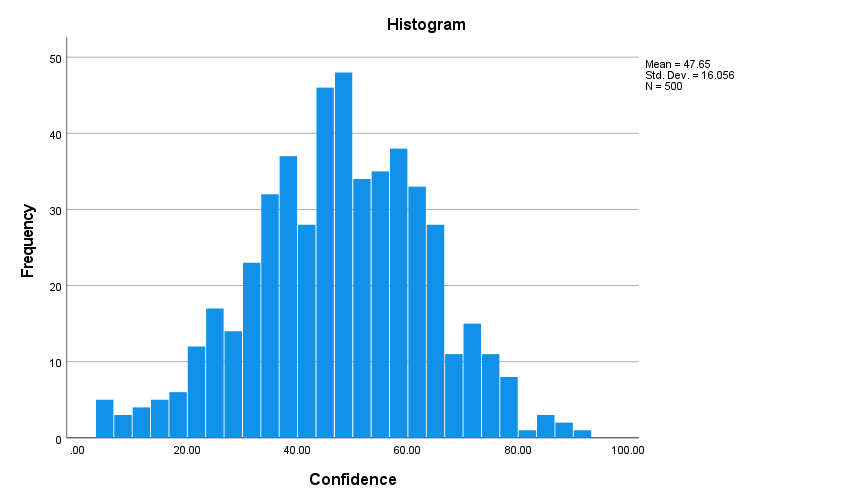 Histogram
50
40
30
20
10
0
Frequency
.00 20.00 40.00 60.00 80.00 100.00
Confidence
Mean = 47.65
Std. Dev. = 16.056
N = 500